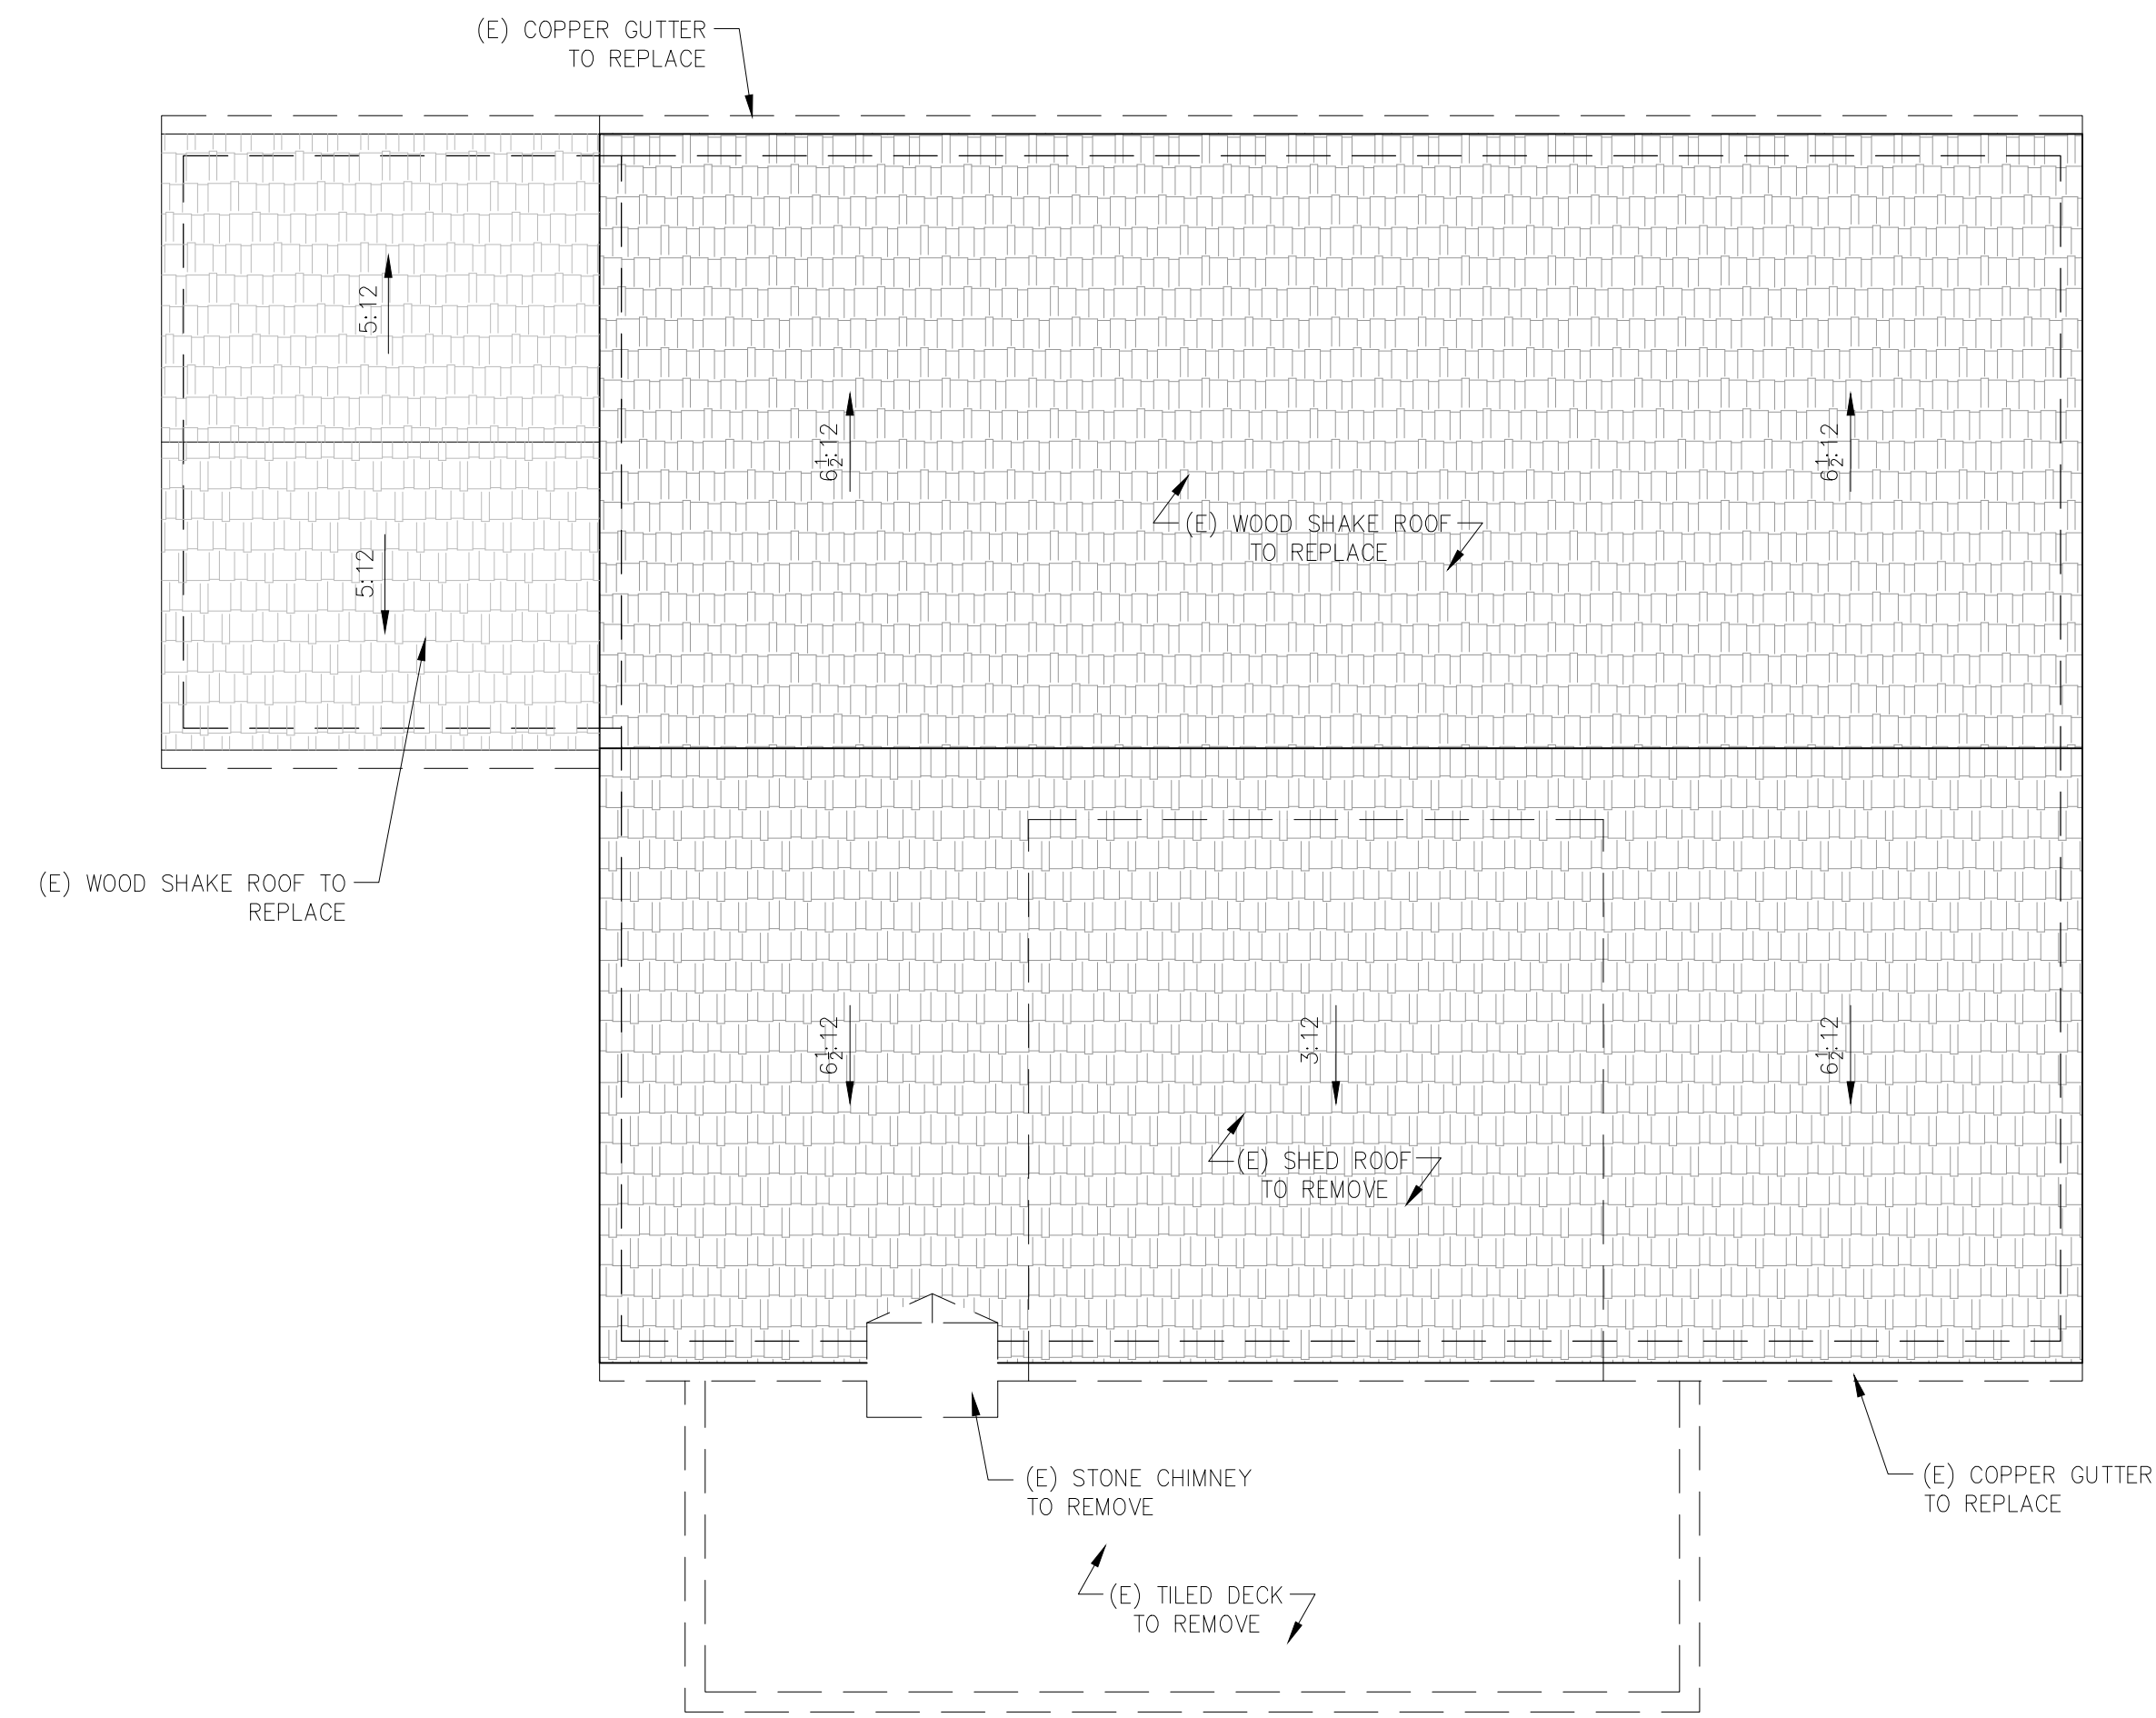 (E) COPPER GUTTER
TO REPLACE
5:12
6½:12
6½:12
(E) WOOD SHAKE ROOF
TO REPLACE
5:12
(E) WOOD SHAKE ROOF TO
REPLACE
6½:12
3:12
6½:12
(E) SHED ROOF
TO REMOVE
(E) STONE CHIMNEY
TO REMOVE
(E) COPPER GUTTER
TO REPLACE
(E) TILED DECK
TO REMOVE